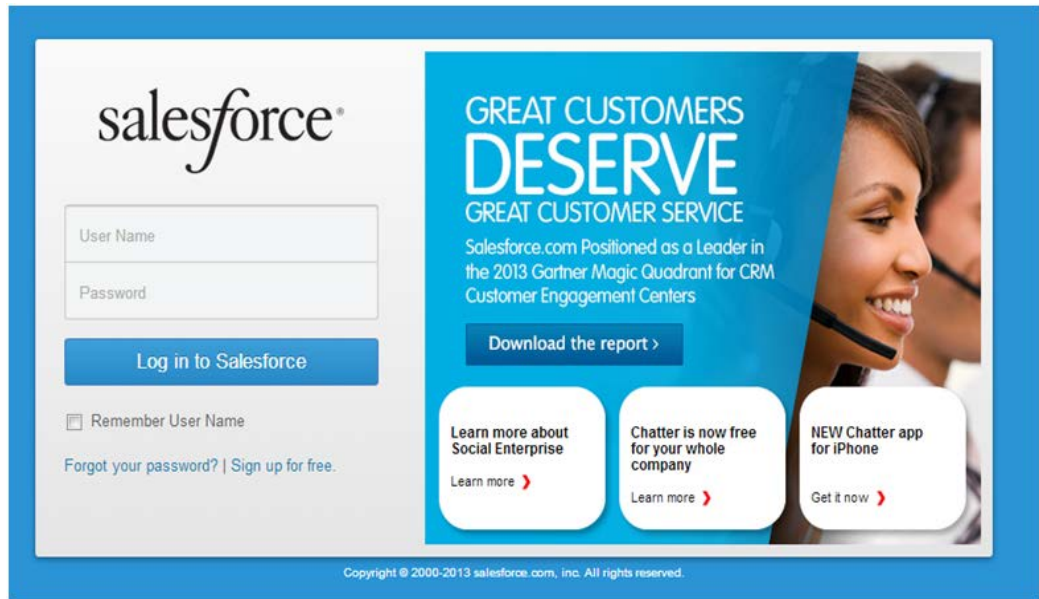 salesforce®
User Name
Password
Log in to Salesforce
Remember User Name
Forgot your password? | Sign up for free.
GREAT CUSTOMERS
DESERVE
GREAT CUSTOMER SERVICE
Salesforce.com Positioned as a Leader in
the 2013 Gartner Magic Quadrant for CRM
Customer Engagement Centers
Download the report ›
Learn more about
Social Enterprise
Learn more ❯
Chatter is now free
for your whole
company
Learn more ❯
NEW Chatter app
for iPhone
Get it now ❯
Copyright © 2000-2013 salesforce.com, inc. All rights reserved.